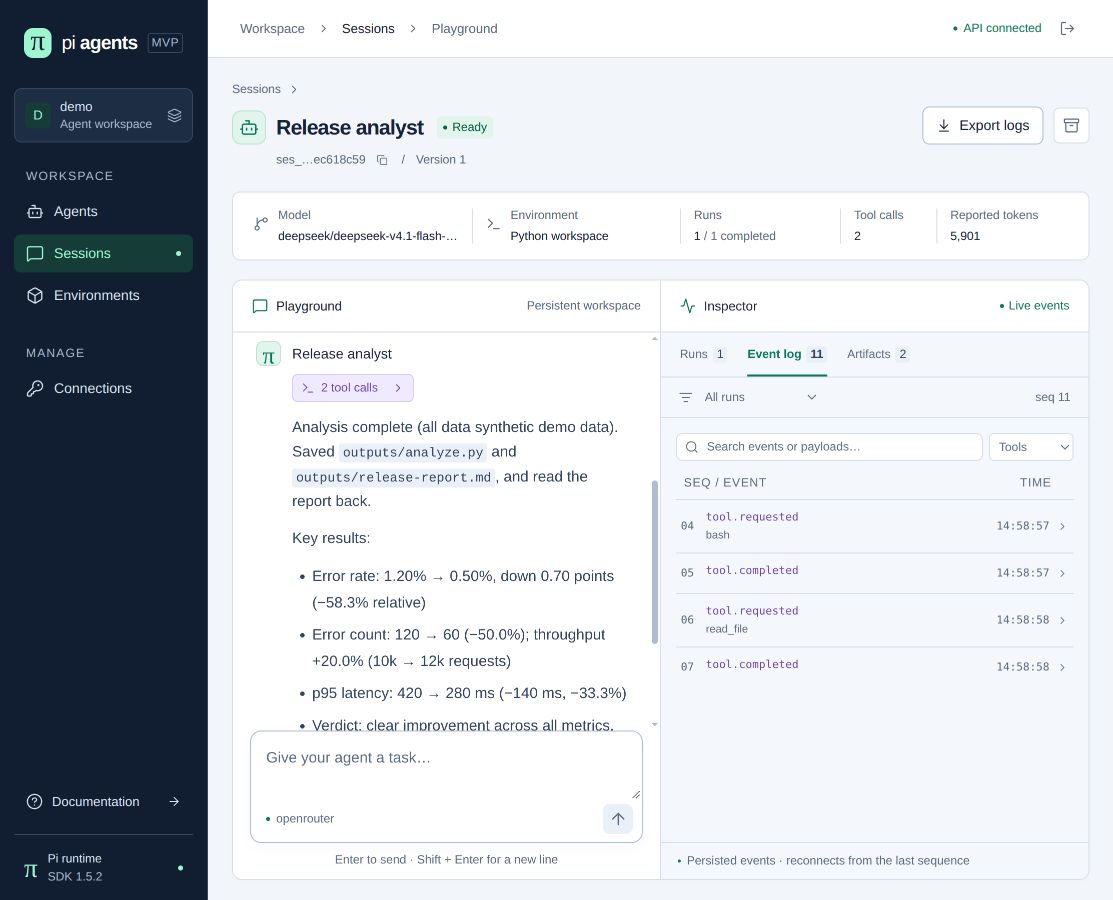 π pi agents MVP
D demo
Agent workspace
WORKSPACE
Agents
Sessions
Environments
MANAGE
Connections
Documentation
π Pi runtime
SDK 1.5.2
Workspace > Sessions > Playground
• API connected
Sessions >
Release analyst • Ready
ses_…ec618c59 / Version 1
Export logs
Model
deepseek/deepseek-v4.1-flash-…
Environment
Python workspace
Runs
1 / 1 completed
Tool calls
2
Reported tokens
5,901
Playground
Persistent workspace
π Release analyst
2 tool calls >
Analysis complete (all data synthetic demo data).
Saved outputs/analyze.py and
outputs/release-report.md, and read the
report back.
Key results:
• Error rate: 1.20% → 0.50%, down 0.70 points
(−58.3% relative)
• Error count: 120 → 60 (−50.0%); throughput
+20.0% (10k → 12k requests)
• p95 latency: 420 → 280 ms (−140 ms, −33.3%)
• Verdict: clear improvement across all metrics.
Give your agent a task…
• openrouter
Enter to send · Shift + Enter for a new line
Inspector
• Live events
Runs 1 Event log 11 Artifacts 2
All runs
seq 11
Search events or payloads…
Tools
SEQ / EVENT TIME
04 tool.requested 14:58:57 >
bash
05 tool.completed 14:58:57 >
06 tool.requested 14:58:58 >
read_file
07 tool.completed 14:58:58 >
• Persisted events · reconnects from the last sequence